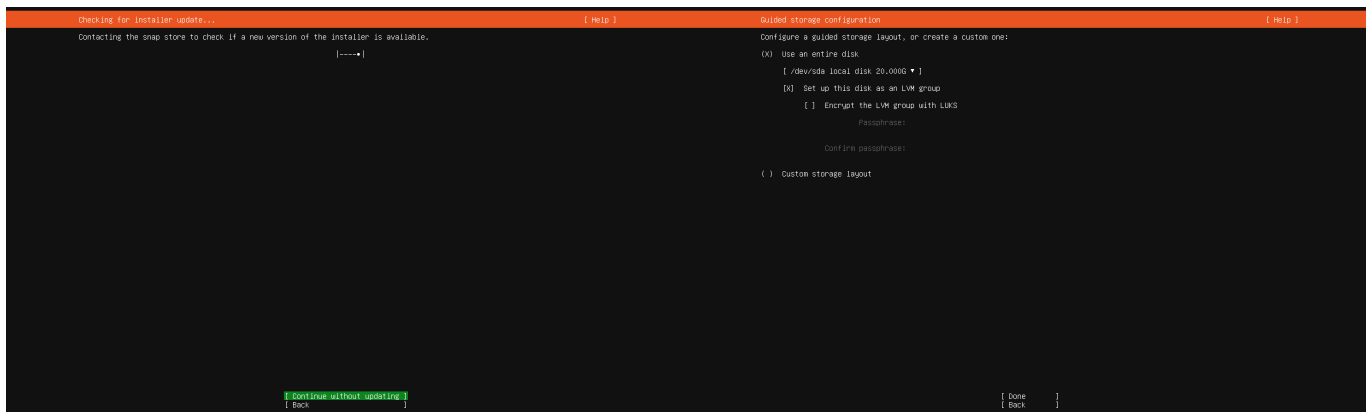 Checking for installer update... [ Help ]
Contacting the snap store to check if a new version of the installer is available.
|----•|
[ Continue without updating ]
[ Back ]
Guided storage configuration [ Help ]
Configure a guided storage layout, or create a custom one:
(X) Use an entire disk
[ /dev/sda local disk 20.000G ▾ ]
[X] Set up this disk as an LVM group
[ ] Encrypt the LVM group with LUKS
Passphrase:
Confirm passphrase:
( ) Custom storage layout
[ Done ]
[ Back ]